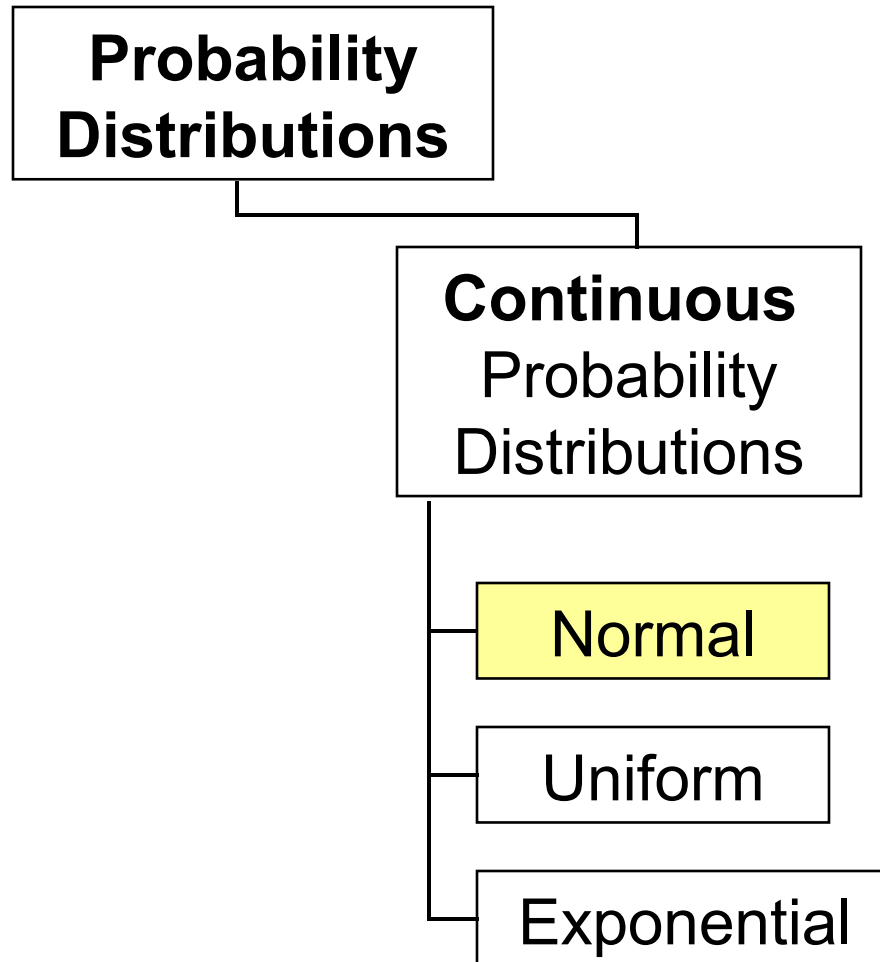 Probability
Distributions
Continuous
Probability
Distributions
Normal
Uniform
Exponential